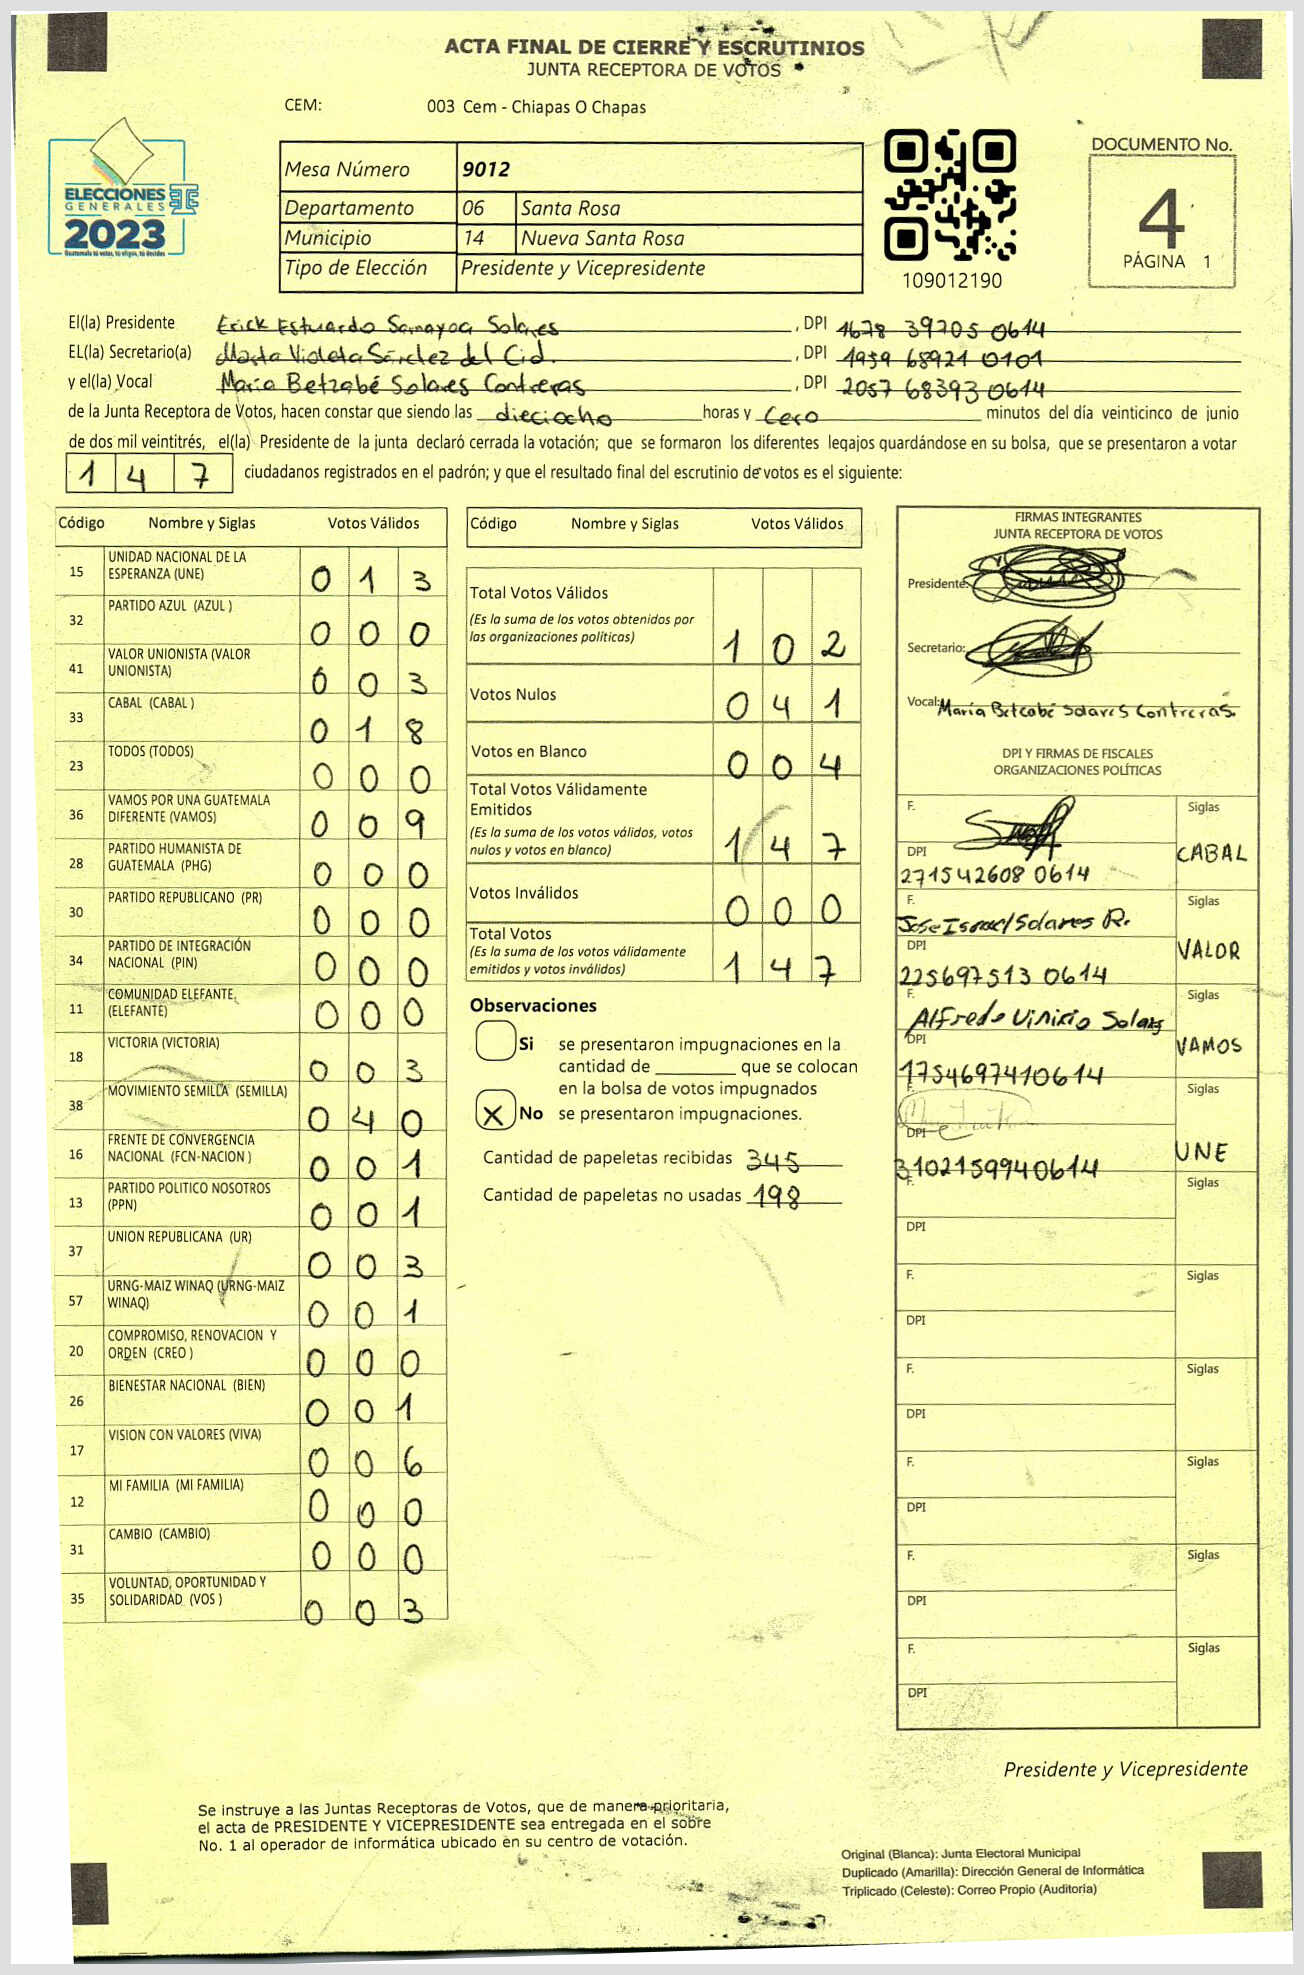 ACTA FINAL DE CIERRE Y ESCRUTINIOS
JUNTA RECEPTORA DE VOTOS
CEM: 003 Cem - Chiapas O Chapas
ELECCIONES
GENERALES
2023
Guatemala tú votas, tú eliges, tú decides
Mesa Número 9012
Departamento 06 Santa Rosa
Municipio 14 Nueva Santa Rosa
Tipo de Elección Presidente y Vicepresidente
109012190
DOCUMENTO No.
4
PÁGINA 1
El(la) Presidente Erick Estuardo Samayoa Solares , DPI 1678 39705 0614
EL(la) Secretario(a) Marta Violeta Sánchez del Cid. , DPI 1959 68921 0101
y el(la) Vocal María Betzabé Solares Contreras , DPI 2057 68393 0614
de la Junta Receptora de Votos, hacen constar que siendo las dieciocho horas y Cero minutos del día veinticinco de junio
de dos mil veintitrés, el(la) Presidente de la junta declaró cerrada la votación; que se formaron los diferentes legajos quardándose en su bolsa, que se presentaron a votar
1 4 7 ciudadanos registrados en el padrón; y que el resultado final del escrutinio de votos es el siguiente:
Código Nombre y Siglas Votos Válidos
15 UNIDAD NACIONAL DE LA
ESPERANZA (UNE) 0 1 3
32 PARTIDO AZUL (AZUL ) 0 0 0
41 VALOR UNIONISTA (VALOR
UNIONISTA) 0 0 3
33 CABAL (CABAL ) 0 1 8
23 TODOS (TODOS) 0 0 0
36 VAMOS POR UNA GUATEMALA
DIFERENTE (VAMOS) 0 0 9
28 PARTIDO HUMANISTA DE
GUATEMALA (PHG) 0 0 0
30 PARTIDO REPUBLICANO (PR) 0 0 0
34 PARTIDO DE INTEGRACIÓN
NACIONAL (PIN) 0 0 0
11 COMUNIDAD ELEFANTE
(ELEFANTE) 0 0 0
18 VICTORIA (VICTORIA) 0 0 3
38 MOVIMIENTO SEMILLA (SEMILLA) 0 4 0
16 FRENTE DE CONVERGENCIA
NACIONAL (FCN-NACION ) 0 0 1
13 PARTIDO POLITICO NOSOTROS
(PPN) 0 0 1
37 UNION REPUBLICANA (UR) 0 0 3
57 URNG-MAIZ WINAQ (URNG-MAIZ
WINAQ) 0 0 1
20 COMPROMISO, RENOVACION Y
ORDEN (CREO ) 0 0 0
26 BIENESTAR NACIONAL (BIEN) 0 0 1
17 VISION CON VALORES (VIVA) 0 0 6
12 MI FAMILIA (MI FAMILIA) 0 0 0
31 CAMBIO (CAMBIO) 0 0 0
35 VOLUNTAD, OPORTUNIDAD Y
SOLIDARIDAD (VOS ) 0 0 3
Código Nombre y Siglas Votos Válidos
Total Votos Válidos
(Es la suma de los votos obtenidos por
las organizaciones políticas) 1 0 2
Votos Nulos 0 4 1
Votos en Blanco 0 0 4
Total Votos Válidamente
Emitidos
(Es la suma de los votos válidos, votos
nulos y votos en blanco) 1 4 7
Votos Inválidos 0 0 0
Total Votos
(Es la suma de los votos válidamente
emitidos y votos inválidos) 1 4 7
Observaciones
Si se presentaron impugnaciones en la
cantidad de ________ que se colocan
en la bolsa de votos impugnados
X No se presentaron impugnaciones.
Cantidad de papeletas recibidas 345
Cantidad de papeletas no usadas 198
FIRMAS INTEGRANTES
JUNTA RECEPTORA DE VOTOS
Presidente:
Secretario:
Vocal: María Betzabé Solares Contreras.
DPI Y FIRMAS DE FISCALES
ORGANIZACIONES POLÍTICAS
F. Siglas
DPI CABAL
271542608 0614
F. Siglas
Jose Israel Solares R.
DPI VALOR
225697513 0614
F. Siglas
Alfredo Vinicio Solares
DPI VAMOS
1754697410614
F. Siglas
DPI UNE
3102159940614
F. Siglas
DPI
F. Siglas
DPI
F. Siglas
DPI
F. Siglas
DPI
F. Siglas
DPI
F. Siglas
DPI
Presidente y Vicepresidente
Se instruye a las Juntas Receptoras de Votos, que de manera prioritaria,
el acta de PRESIDENTE Y VICEPRESIDENTE sea entregada en el sobre
No. 1 al operador de informática ubicado en su centro de votación.
Original (Blanca): Junta Electoral Municipal
Duplicado (Amarilla): Dirección General de Informática
Triplicado (Celeste): Correo Propio (Auditoría)